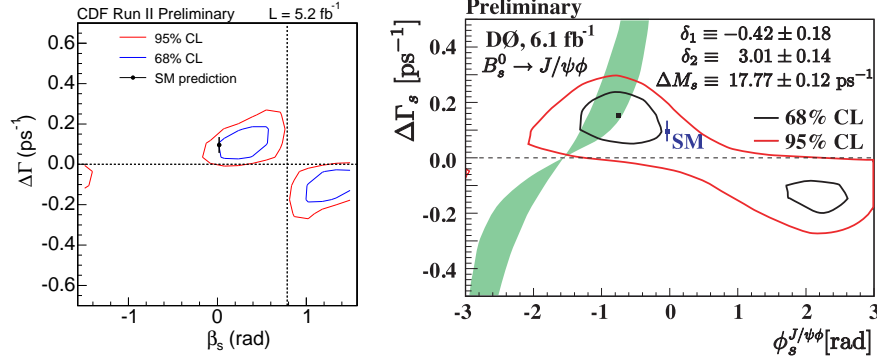 CDF Run II Preliminary L = 5.2 fb⁻¹
95% CL
68% CL
SM prediction
ΔΓ (ps⁻¹)
0.6
0.4
0.2
0.0
-0.2
-0.4
-0.6
-1 0 1
βₛ (rad)
Preliminary
DØ, 6.1 fb⁻¹
B⁰ₛ → J/ψϕ
δ₁ ≡ −0.42 ± 0.18
δ₂ ≡ 3.01 ± 0.14
ΔMₛ ≡ 17.77 ± 0.12 ps⁻¹
68% CL
95% CL
SM
ΔΓₛ [ps⁻¹]
0.4
0.2
0.0
-0.2
-0.4
-3 -2 -1 0 1 2 3
ϕₛ^{J/ψϕ} [rad]